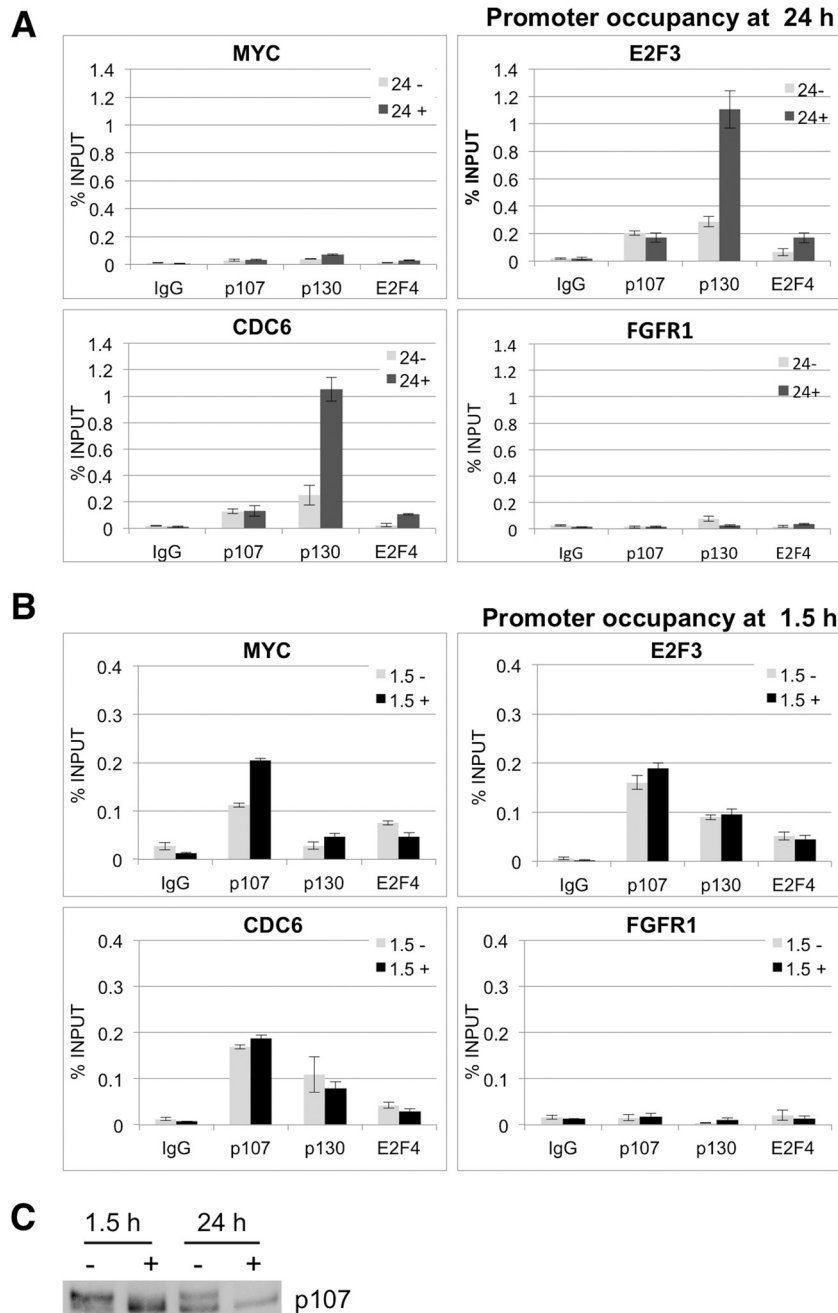 A
Promoter occupancy at 24 h
MYC
% INPUT
1.4
1.2
1
0.8
0.6
0.4
0.2
0
24 -
24 +
IgG p107 p130 E2F4
E2F3
% INPUT
1.4
1.2
1
0.8
0.6
0.4
0.2
0
24-
24+
IgG p107 p130 E2F4
CDC6
% INPUT
1.4
1.2
1
0.8
0.6
0.4
0.2
0
24-
24+
IgG p107 p130 E2F4
FGFR1
% INPUT
1.4
1.2
1
0.8
0.6
0.4
0.2
0
24-
24+
IgG p107 p130 E2F4
B
Promoter occupancy at 1.5 h
MYC
% INPUT
0.4
0.3
0.2
0.1
0
1.5 -
1.5 +
IgG p107 p130 E2F4
E2F3
% INPUT
0.4
0.3
0.2
0.1
0
1.5 -
1.5 +
IgG p107 p130 E2F4
CDC6
% INPUT
0.4
0.3
0.2
0.1
0
1.5 -
1.5 +
IgG p107 p130 E2F4
FGFR1
% INPUT
0.4
0.3
0.2
0.1
0
1.5 -
1.5 +
IgG p107 p130 E2F4
C
1.5 h 24 h
- + - +
p107